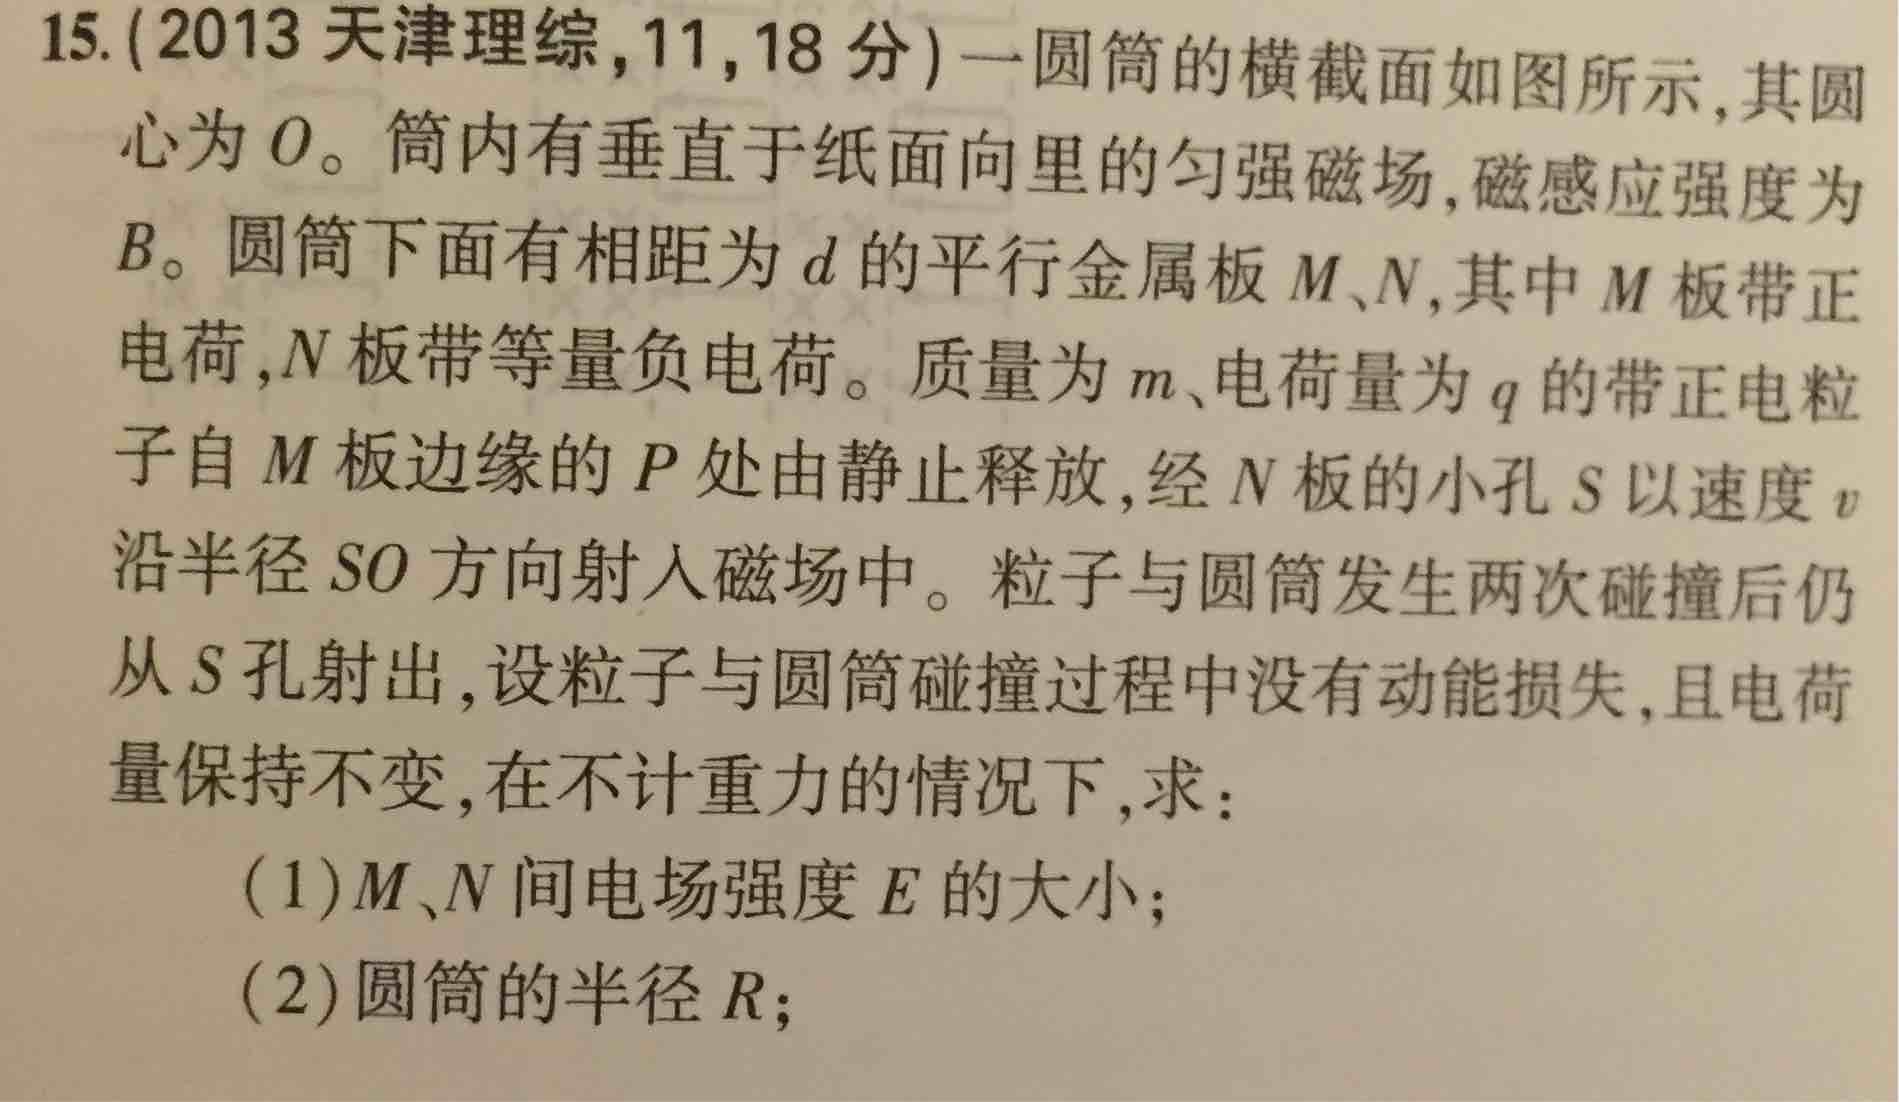 15.(2013 天津理综,11,18 分)一圆筒的横截面如图所示,其圆
心为 O。筒内有垂直于纸面向里的匀强磁场,磁感应强度为
B。圆筒下面有相距为 d 的平行金属板 M、N,其中 M 板带正
电荷,N 板带等量负电荷。质量为 m、电荷量为 q 的带正电粒
子自 M 板边缘的 P 处由静止释放,经 N 板的小孔 S 以速度 v
沿半径 SO 方向射入磁场中。粒子与圆筒发生两次碰撞后仍
从 S 孔射出,设粒子与圆筒碰撞过程中没有动能损失,且电荷
量保持不变,在不计重力的情况下,求:
(1)M、N 间电场强度 E 的大小;
(2)圆筒的半径 R;